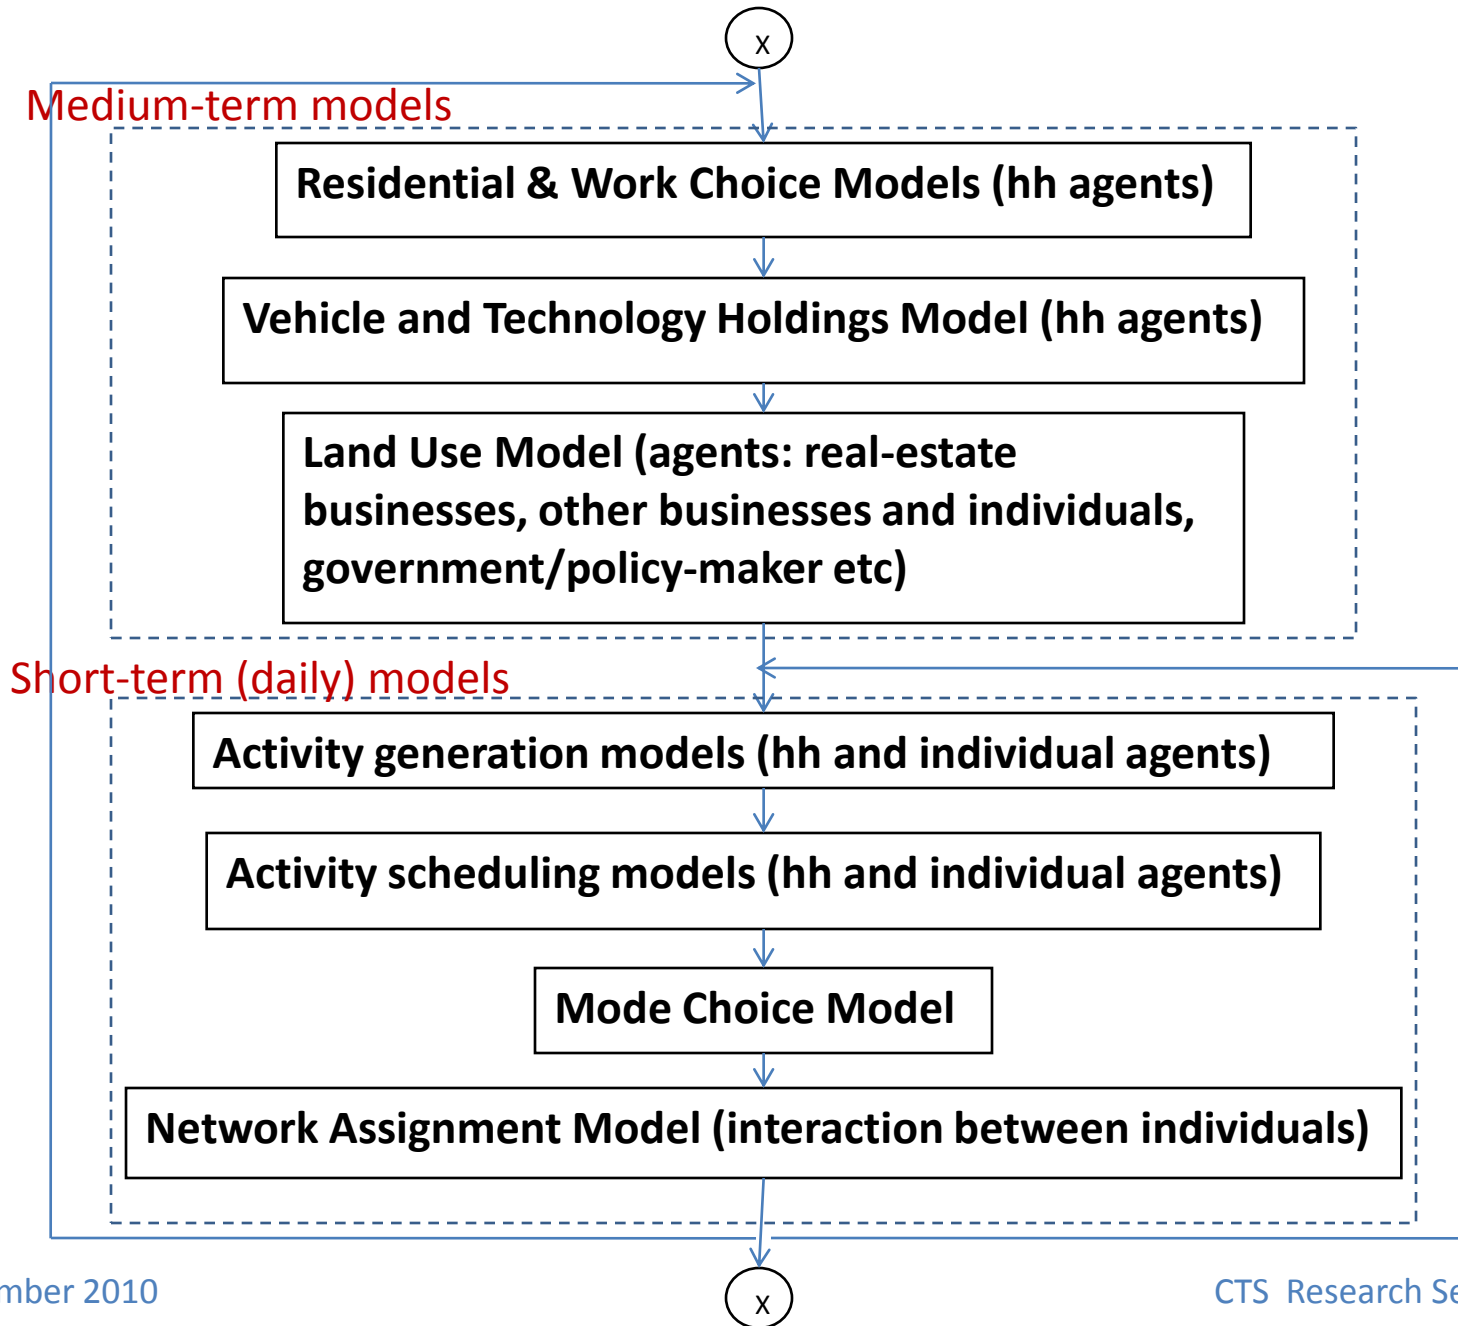 x
Medium-term models
Residential & Work Choice Models (hh agents)
Vehicle and Technology Holdings Model (hh agents)
Land Use Model (agents: real-estate
businesses, other businesses and individuals,
government/policy-maker etc)
Short-term (daily) models
Activity generation models (hh and individual agents)
Activity scheduling models (hh and individual agents)
Mode Choice Model
Network Assignment Model (interaction between individuals)
mber 2010
CTS Research Se
x